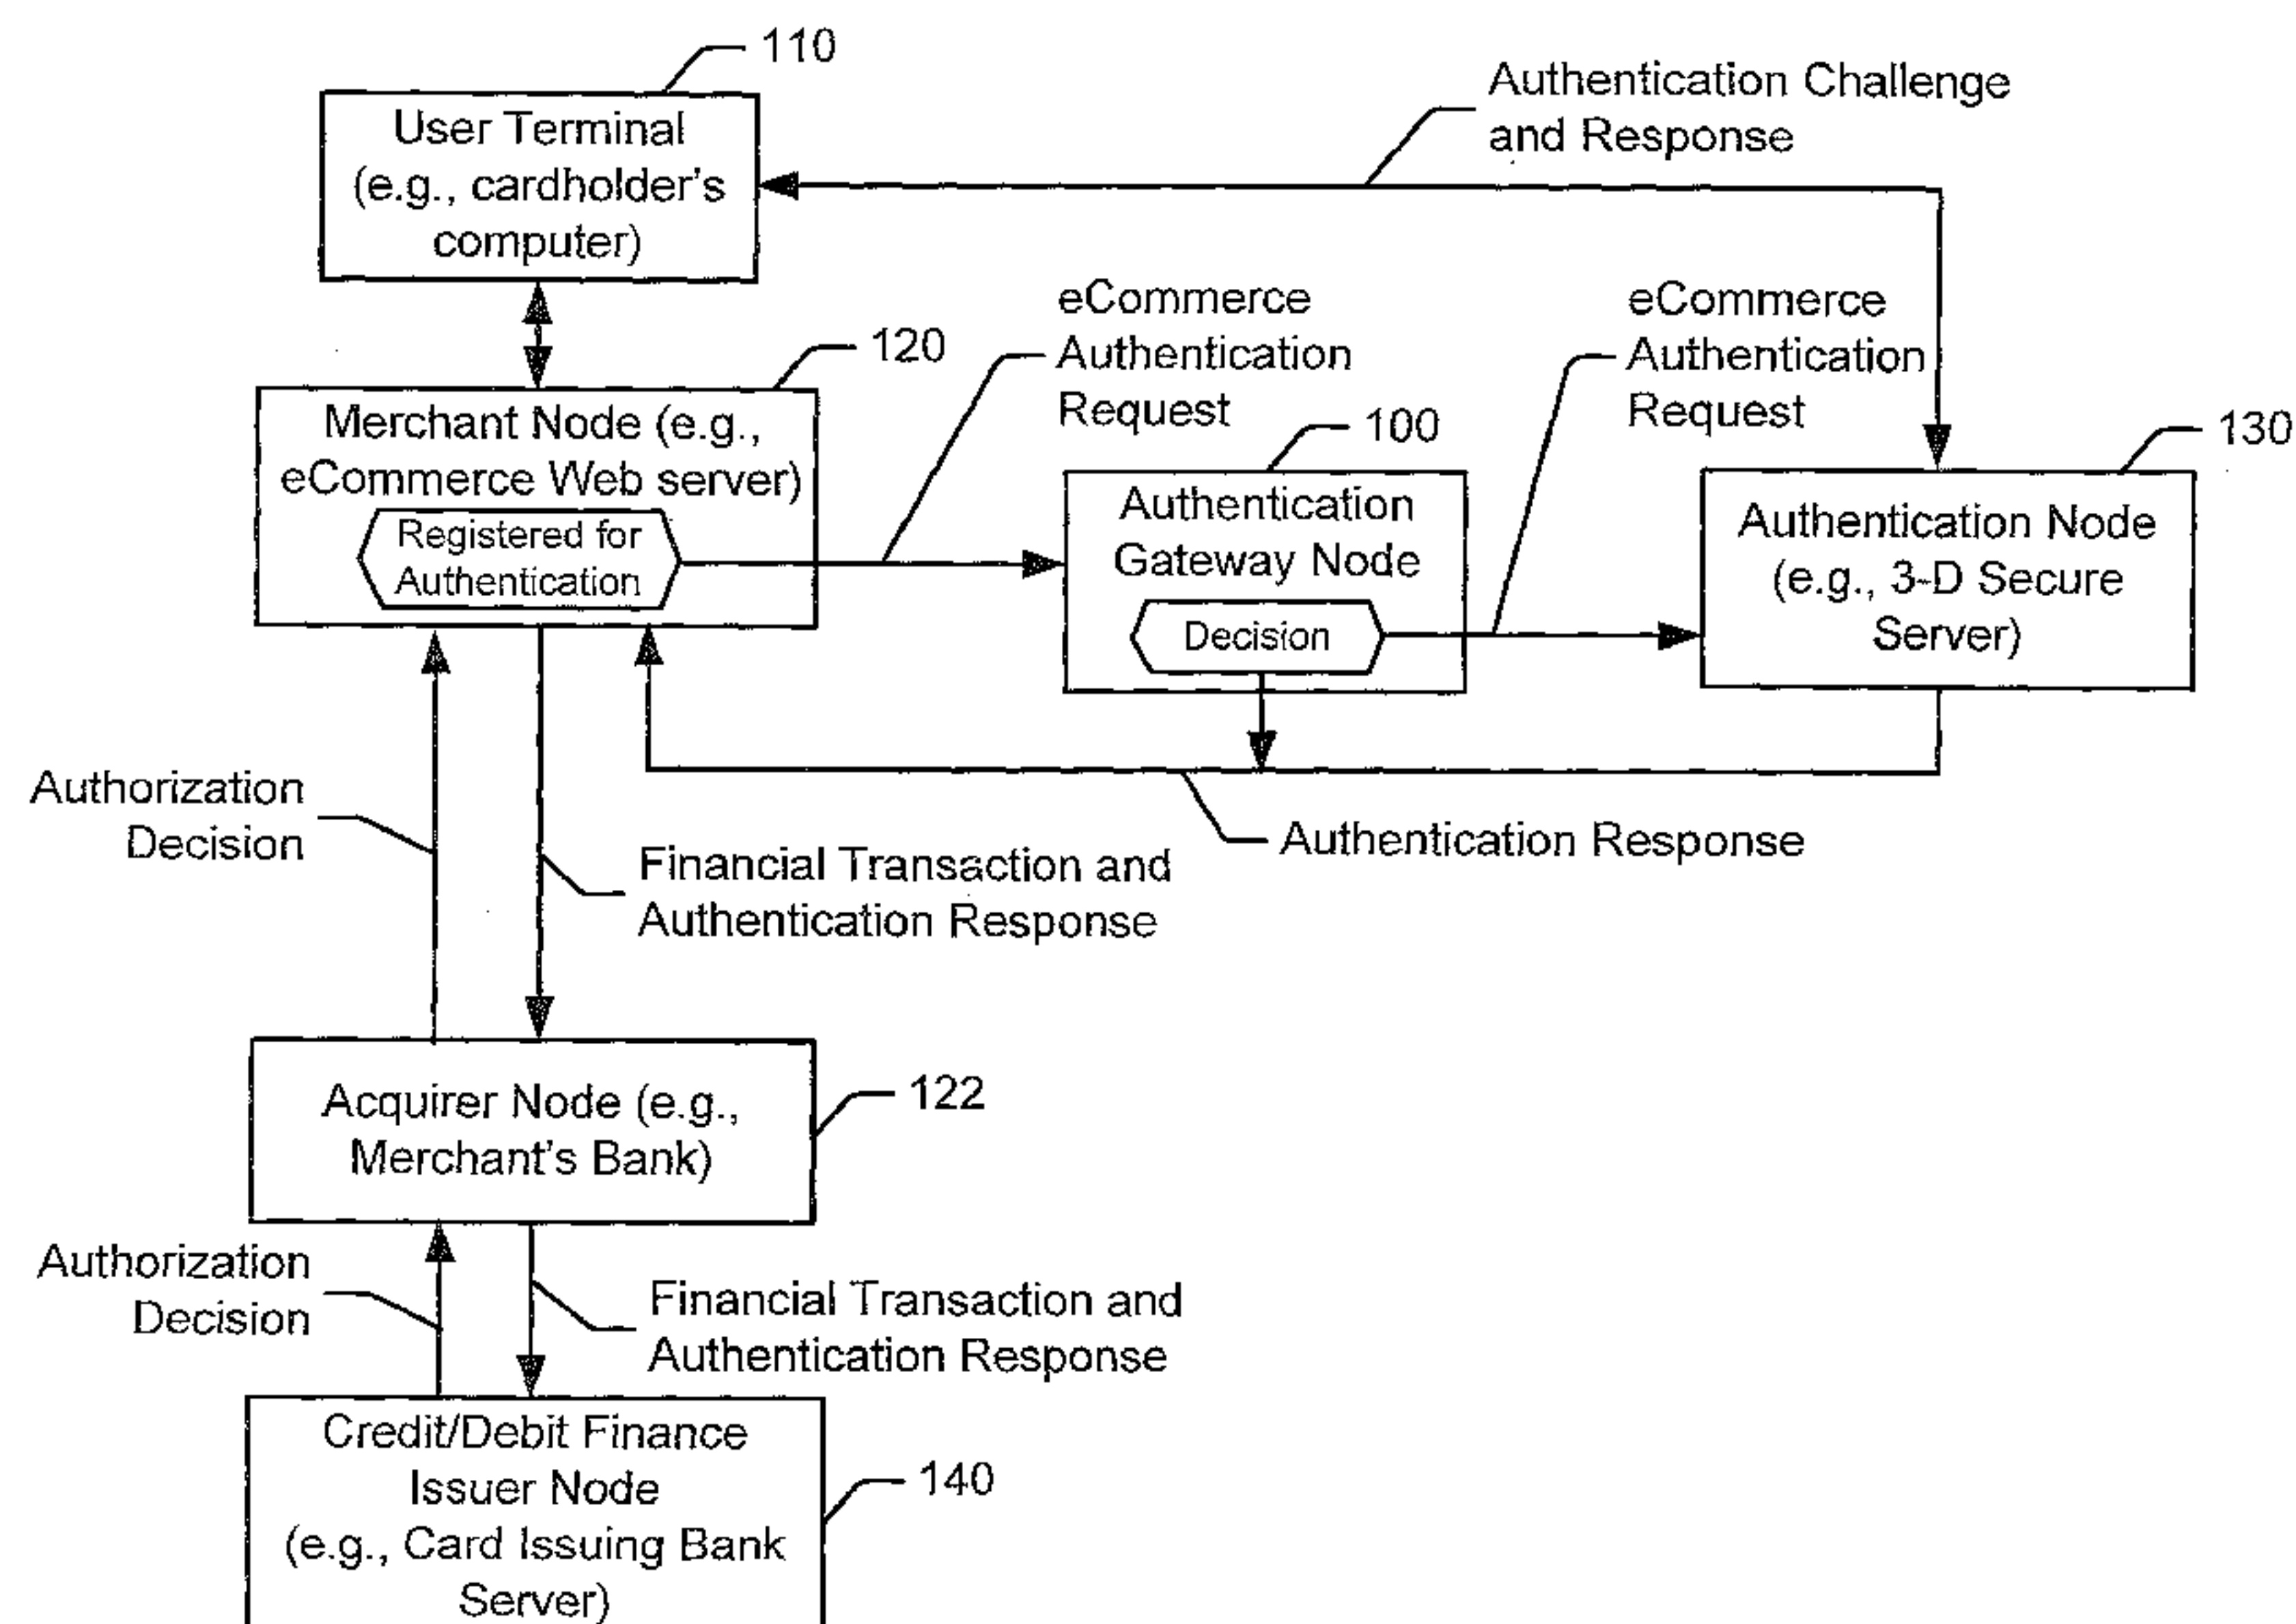 110
User Terminal
(e.g., cardholder's
computer)
Authentication Challenge
and Response
120
Merchant Node (e.g.,
eCommerce Web server)
Registered for
Authentication
eCommerce
Authentication
Request
100
Authentication
Gateway Node
Decision
eCommerce
Authentication
Request
130
Authentication Node
(e.g., 3-D Secure
Server)
Authentication Response
Authorization
Decision
Financial Transaction and
Authentication Response
122
Acquirer Node (e.g.,
Merchant's Bank)
Authorization
Decision
Financial Transaction and
Authentication Response
140
Credit/Debit Finance
Issuer Node
(e.g., Card Issuing Bank
Server)